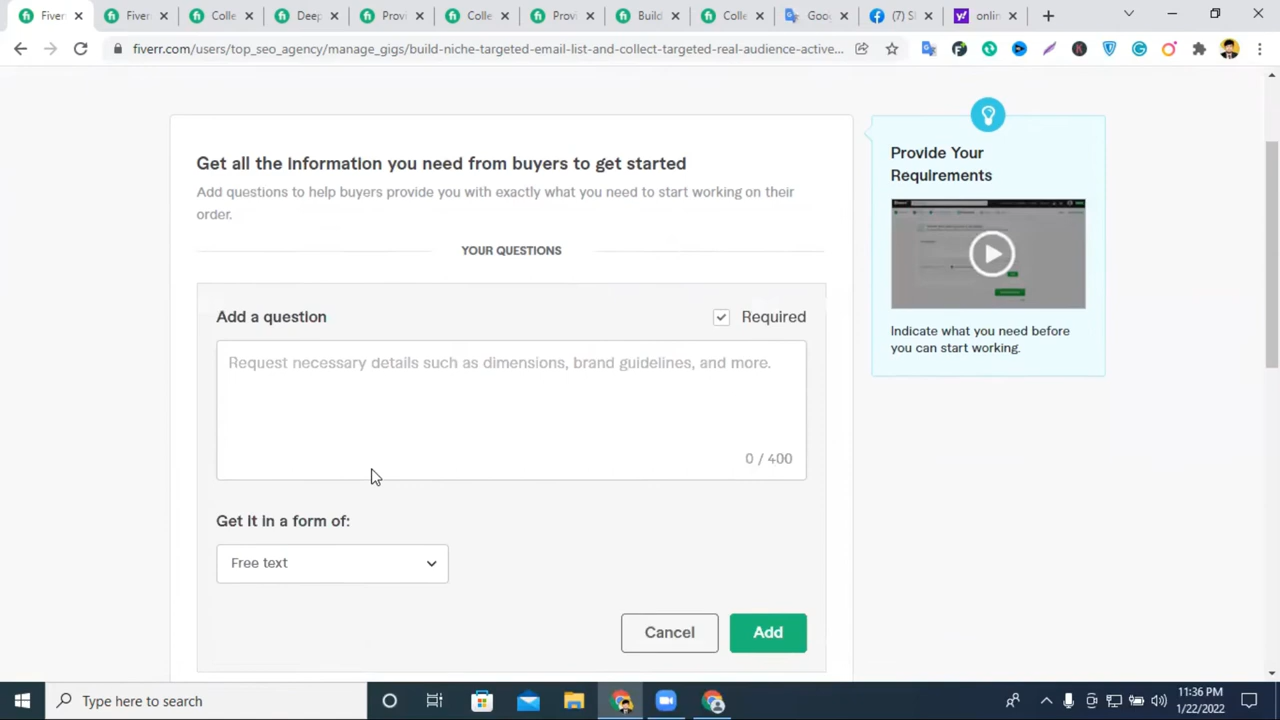 Fiverr
Fiverr
Colle
Deep
Provi
Colle
Provi
Build
Colle
Goo
(7) S
onlin
fiverr.com/users/top_seo_agency/manage_gigs/build-niche-targeted-email-list-and-collect-targeted-real-audience-active...
Get all the information you need from buyers to get started
Add questions to help buyers provide you with exactly what you need to start working on their
order.
YOUR QUESTIONS
Add a question
Required
Request necessary details such as dimensions, brand guidelines, and more.
0 / 400
Get it in a form of:
Free text
Cancel
Add
Provide Your
Requirements
Indicate what you need before
you can start working.
Type here to search
11:36 PM
1/22/2022